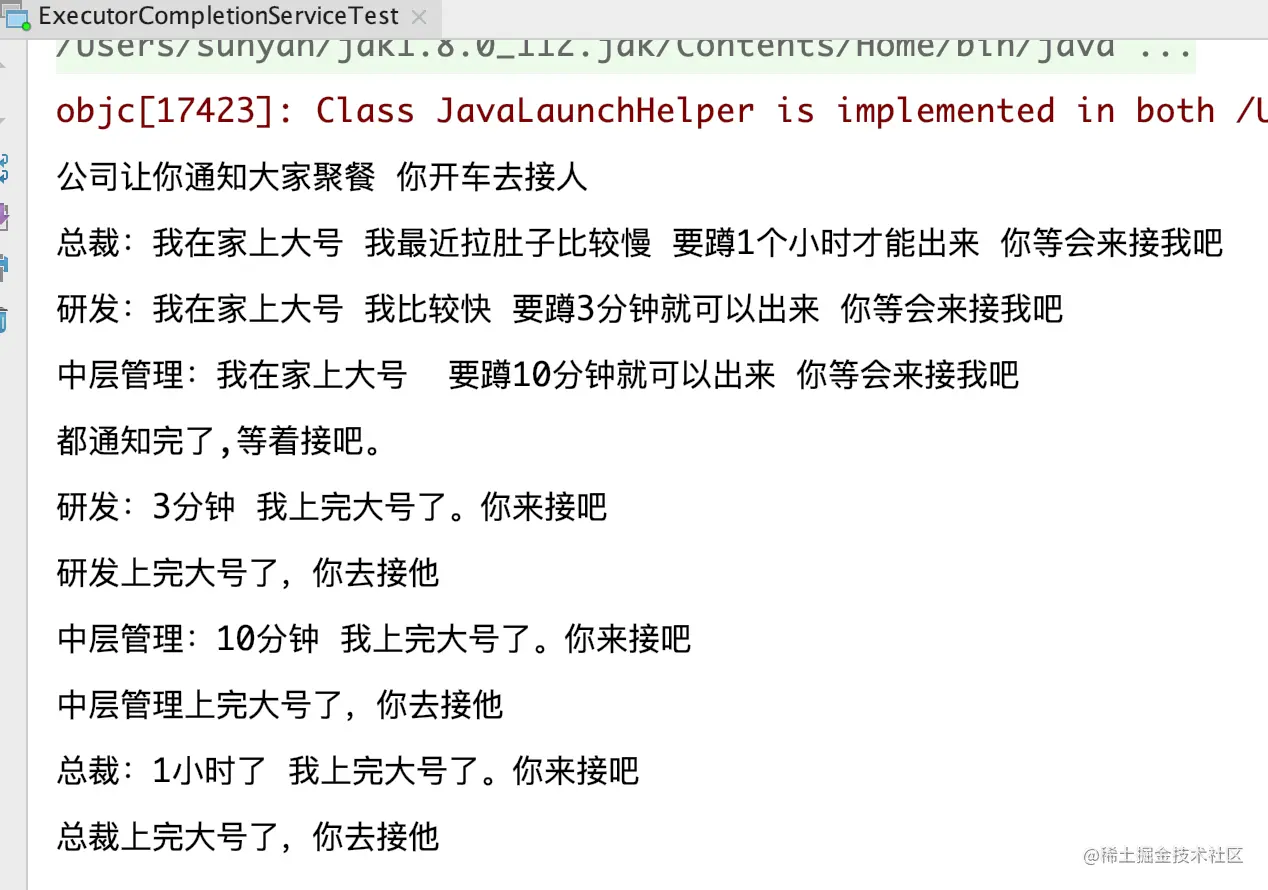 ExecutorCompletionServiceTest
/Users/sunyan/jdk1.8.0_112.jdk/Contents/Home/bin/java ...
objc[17423]: Class JavaLaunchHelper is implemented in both /U
公司让你通知大家聚餐 你开车去接人
总裁：我在家上大号 我最近拉肚子比较慢 要蹲1个小时才能出来 你等会来接我吧
研发：我在家上大号 我比较快 要蹲3分钟就可以出来 你等会来接我吧
中层管理：我在家上大号  要蹲10分钟就可以出来 你等会来接我吧
都通知完了,等着接吧。
研发：3分钟 我上完大号了。你来接吧
研发上完大号了，你去接他
中层管理：10分钟 我上完大号了。你来接吧
中层管理上完大号了，你去接他
总裁：1小时了 我上完大号了。你来接吧
总裁上完大号了，你去接他
@稀土掘金技术社区